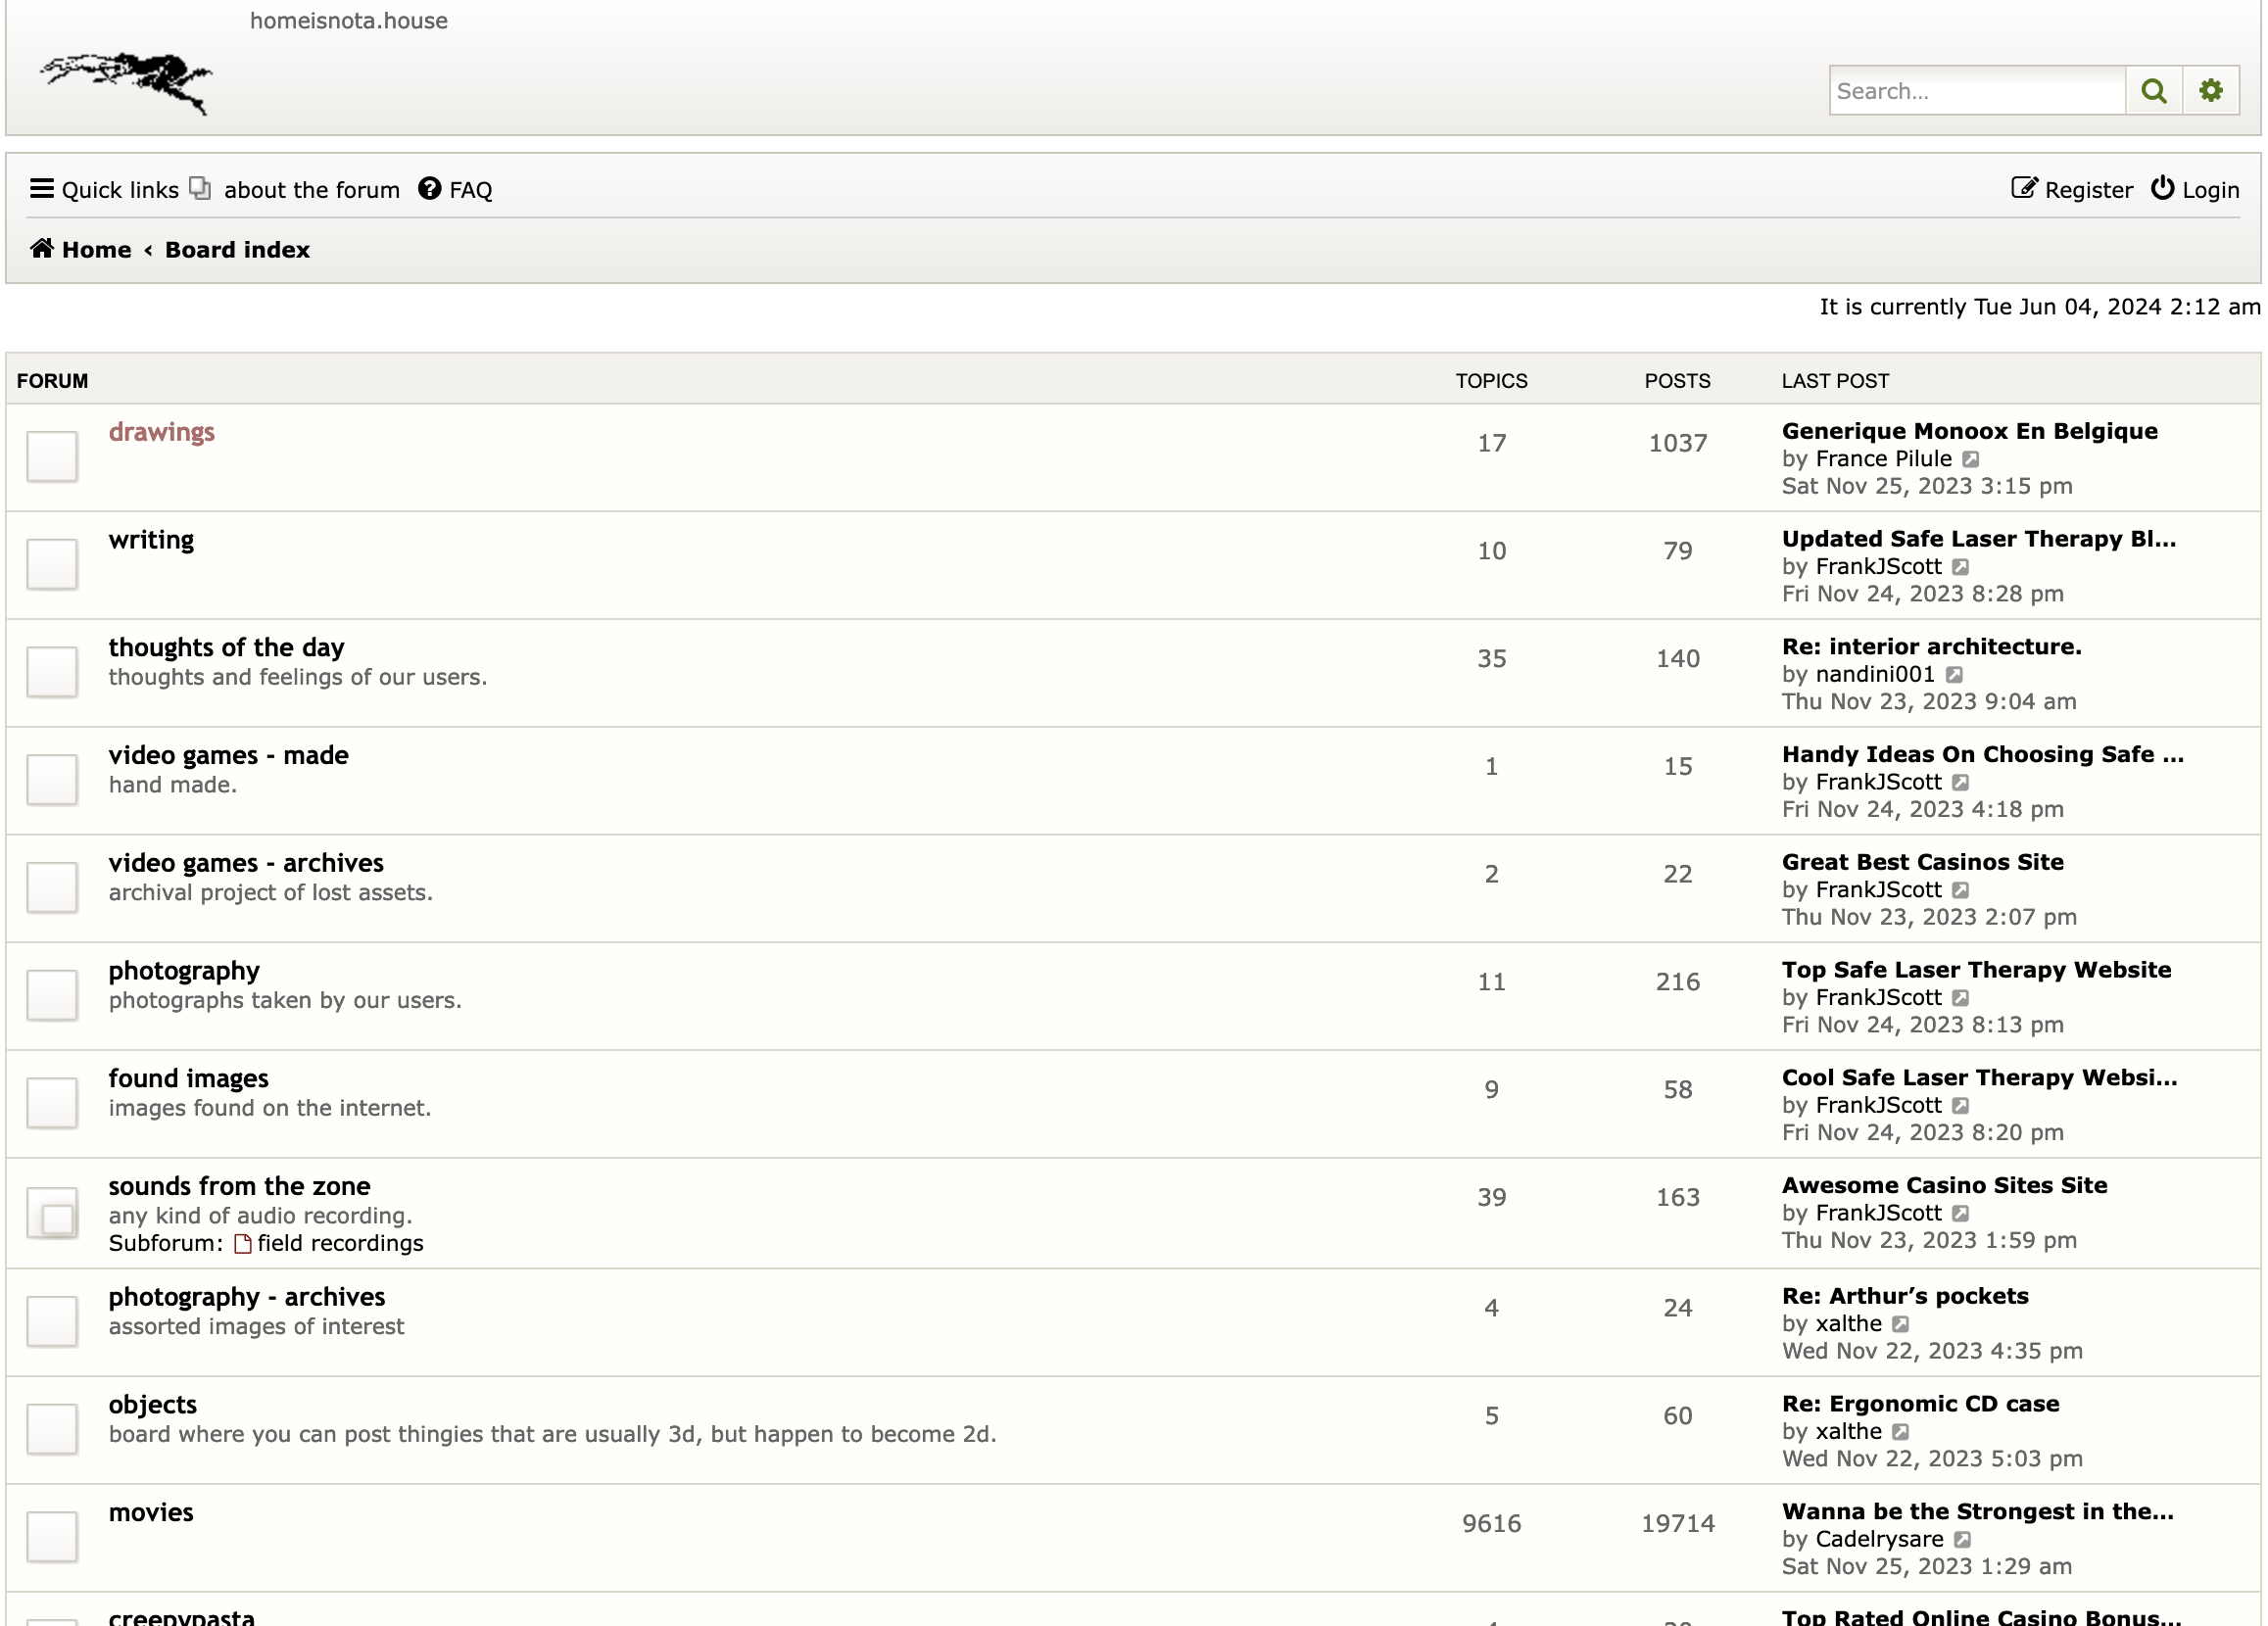 homeisnota.house
Search…
Quick links about the forum FAQ
Register Login
Home ‹ Board index
It is currently Tue Jun 04, 2024 2:12 am
FORUM TOPICS POSTS LAST POST
drawings
17 1037
Generique Monoox En Belgique
by France Pilule
Sat Nov 25, 2023 3:15 pm
writing
10 79
Updated Safe Laser Therapy Bl…
by FrankJScott
Fri Nov 24, 2023 8:28 pm
thoughts of the day
thoughts and feelings of our users.
35 140
Re: interior architecture.
by nandini001
Thu Nov 23, 2023 9:04 am
video games - made
hand made.
1 15
Handy Ideas On Choosing Safe …
by FrankJScott
Fri Nov 24, 2023 4:18 pm
video games - archives
archival project of lost assets.
2 22
Great Best Casinos Site
by FrankJScott
Thu Nov 23, 2023 2:07 pm
photography
photographs taken by our users.
11 216
Top Safe Laser Therapy Website
by FrankJScott
Fri Nov 24, 2023 8:13 pm
found images
images found on the internet.
9 58
Cool Safe Laser Therapy Websi…
by FrankJScott
Fri Nov 24, 2023 8:20 pm
sounds from the zone
any kind of audio recording.
Subforum: field recordings
39 163
Awesome Casino Sites Site
by FrankJScott
Thu Nov 23, 2023 1:59 pm
photography - archives
assorted images of interest
4 24
Re: Arthur’s pockets
by xalthe
Wed Nov 22, 2023 4:35 pm
objects
board where you can post thingies that are usually 3d, but happen to become 2d.
5 60
Re: Ergonomic CD case
by xalthe
Wed Nov 22, 2023 5:03 pm
movies
9616 19714
Wanna be the Strongest in the…
by Cadelrysare
Sat Nov 25, 2023 1:29 am
creepypasta
Top Rated Online Casino Bonus…